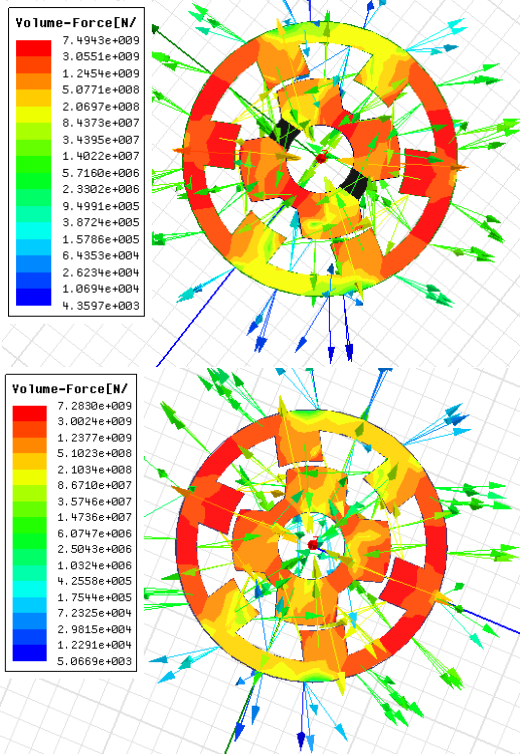 Volume-Force[N/
7.4943e+009
3.0551e+009
1.2454e+009
5.0771e+008
2.0697e+008
8.4373e+007
3.4395e+007
1.4022e+007
5.7160e+006
2.3302e+006
9.4991e+005
3.8724e+005
1.5786e+005
6.4353e+004
2.6234e+004
1.0694e+004
4.3597e+003
Volume-Force[N/
7.2830e+009
3.0024e+009
1.2377e+009
5.1023e+008
2.1034e+008
8.6710e+007
3.5746e+007
1.4736e+007
6.0747e+006
2.5043e+006
1.0324e+006
4.2558e+005
1.7544e+005
7.2325e+004
2.9815e+004
1.2291e+004
5.0669e+003